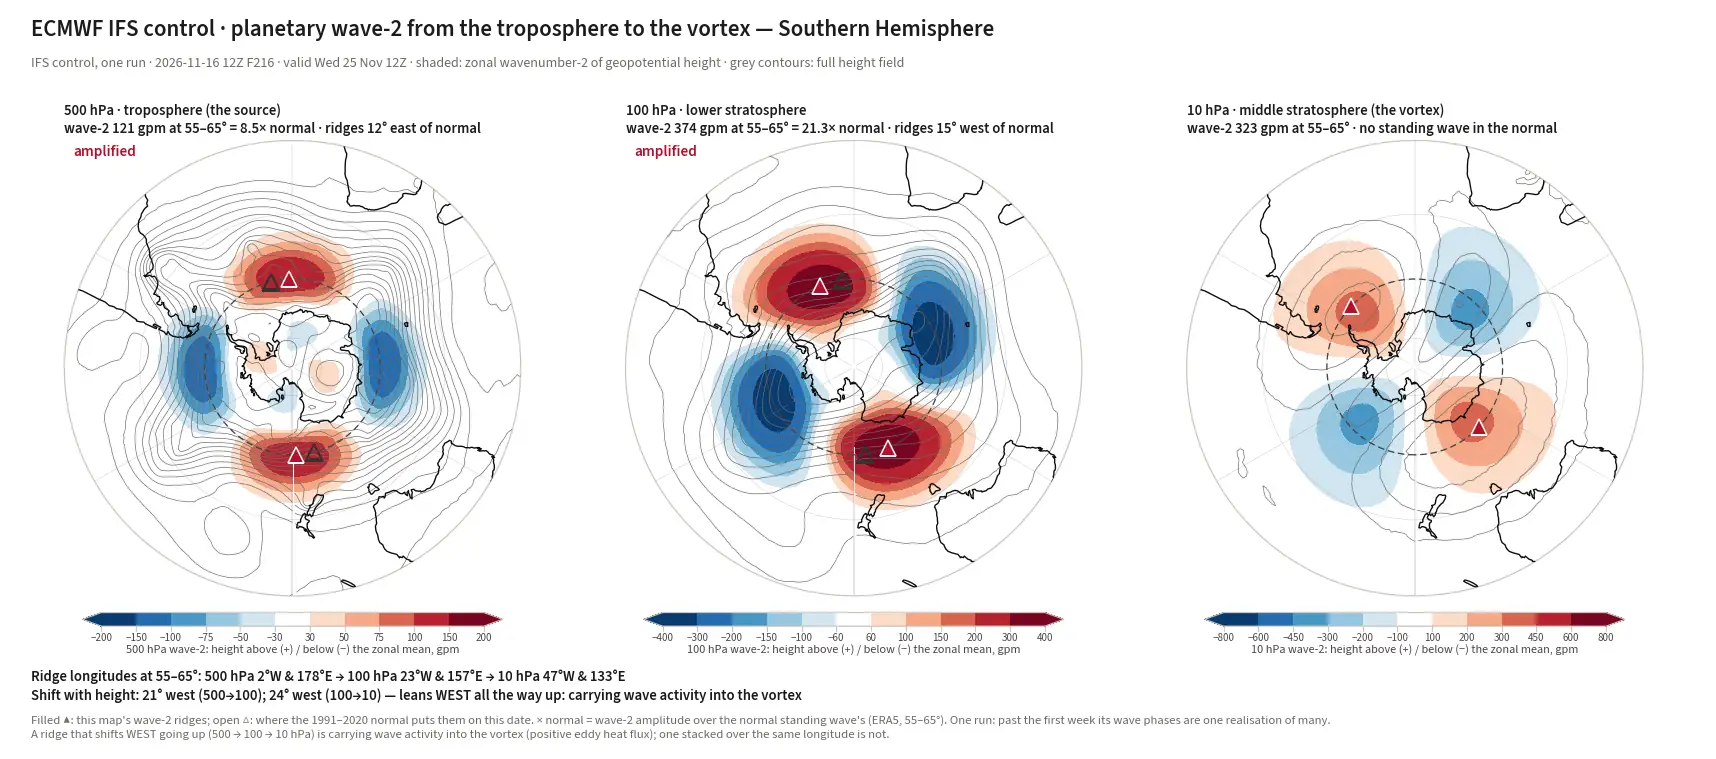 ECMWF IFS control · planetary wave-2 from the troposphere to the vortex — Southern Hemisphere
IFS control, one run · 2026-11-16 12Z F216 · valid Wed 25 Nov 12Z · shaded: zonal wavenumber-2 of geopotential height · grey contours: full height field
500 hPa · troposphere (the source)
wave-2 121 gpm at 55–65° = 8.5× normal · ridges 12° east of normal
amplified
100 hPa · lower stratosphere
wave-2 374 gpm at 55–65° = 21.3× normal · ridges 15° west of normal
amplified
10 hPa · middle stratosphere (the vortex)
wave-2 323 gpm at 55–65° · no standing wave in the normal
−200 −150 −100 −75 −50 −30 30 50 75 100 150 200
500 hPa wave-2: height above (+) / below (−) the zonal mean, gpm
−400 −300 −200 −150 −100 −60 60 100 150 200 300 400
100 hPa wave-2: height above (+) / below (−) the zonal mean, gpm
−800 −600 −450 −300 −200 −100 100 200 300 450 600 800
10 hPa wave-2: height above (+) / below (−) the zonal mean, gpm
Ridge longitudes at 55–65°: 500 hPa 2°W & 178°E → 100 hPa 23°W & 157°E → 10 hPa 47°W & 133°E
Shift with height: 21° west (500→100); 24° west (100→10) — leans WEST all the way up: carrying wave activity into the vortex
Filled ▲: this map's wave-2 ridges; open △: where the 1991–2020 normal puts them on this date. × normal = wave-2 amplitude over the normal standing wave's (ERA5, 55–65°). One run: past the first week its wave phases are one realisation of many.
A ridge that shifts WEST going up (500 → 100 → 10 hPa) is carrying wave activity into the vortex (positive eddy heat flux); one stacked over the same longitude is not.